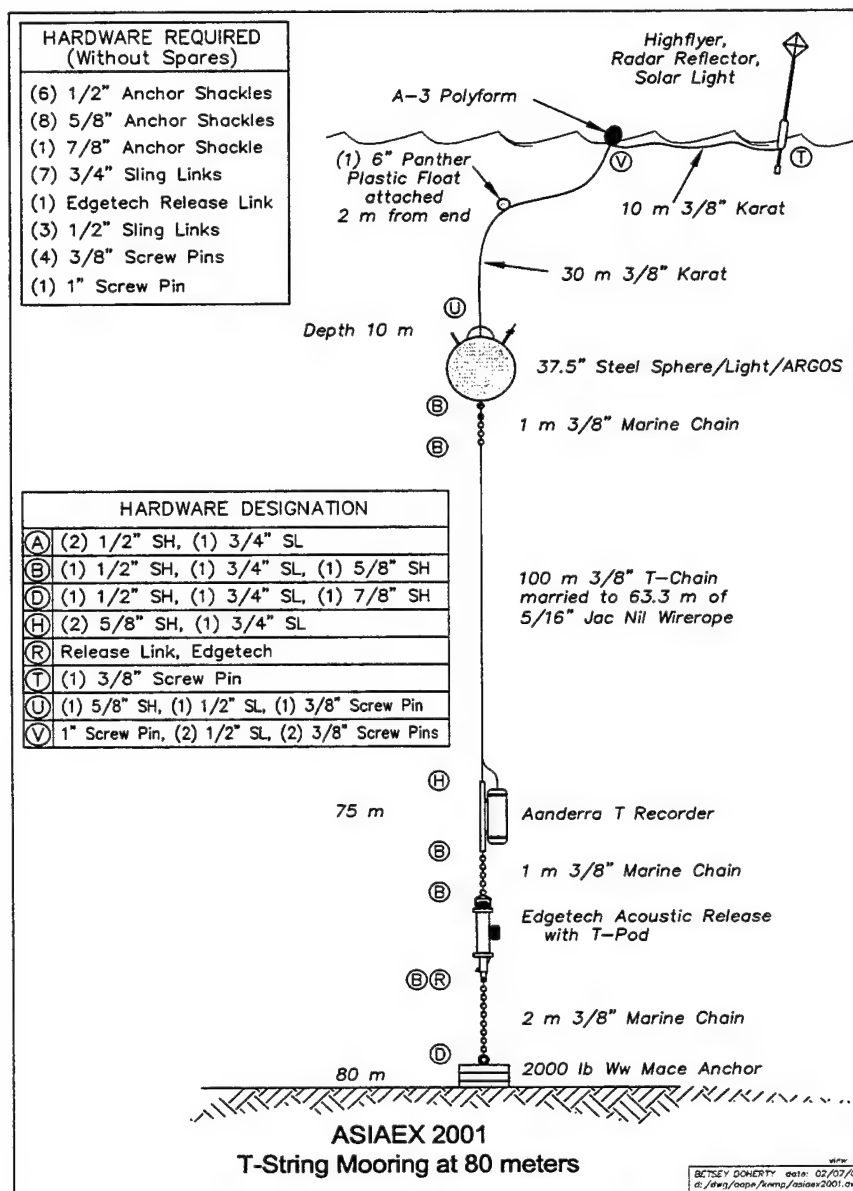 HARDWARE REQUIRED
(Without Spares)
(6) 1/2" Anchor Shackles
(8) 5/8" Anchor Shackles
(1) 7/8" Anchor Shackle
(7) 3/4" Sling Links
(1) Edgetech Release Link
(3) 1/2" Sling Links
(4) 3/8" Screw Pins
(1) 1" Screw Pin
Highflyer,
Radar Reflector,
Solar Light
A-3 Polyform
V
T
(1) 6" Panther
Plastic Float
attached
2 m from end
10 m 3/8" Karat
30 m 3/8" Karat
U
Depth 10 m
37.5" Steel Sphere/Light/ARGOS
B
1 m 3/8" Marine Chain
B
HARDWARE DESIGNATION
A (2) 1/2" SH, (1) 3/4" SL
B (1) 1/2" SH, (1) 3/4" SL, (1) 5/8" SH
D (1) 1/2" SH, (1) 3/4" SL, (1) 7/8" SH
H (2) 5/8" SH, (1) 3/4" SL
R Release Link, Edgetech
T (1) 3/8" Screw Pin
U (1) 5/8" SH, (1) 1/2" SL, (1) 3/8" Screw Pin
V 1" Screw Pin, (2) 1/2" SL, (2) 3/8" Screw Pins
100 m 3/8" T-Chain
married to 63.3 m of
5/16" Jac Nil Wirerope
H
75 m
Aanderra T Recorder
B
1 m 3/8" Marine Chain
B
Edgetech Acoustic Release
with T-Pod
B R
2 m 3/8" Marine Chain
D
2000 lb Ww Mace Anchor
80 m
ASIAEX 2001
T-String Mooring at 80 meters
BETSEY DOHERTY date: